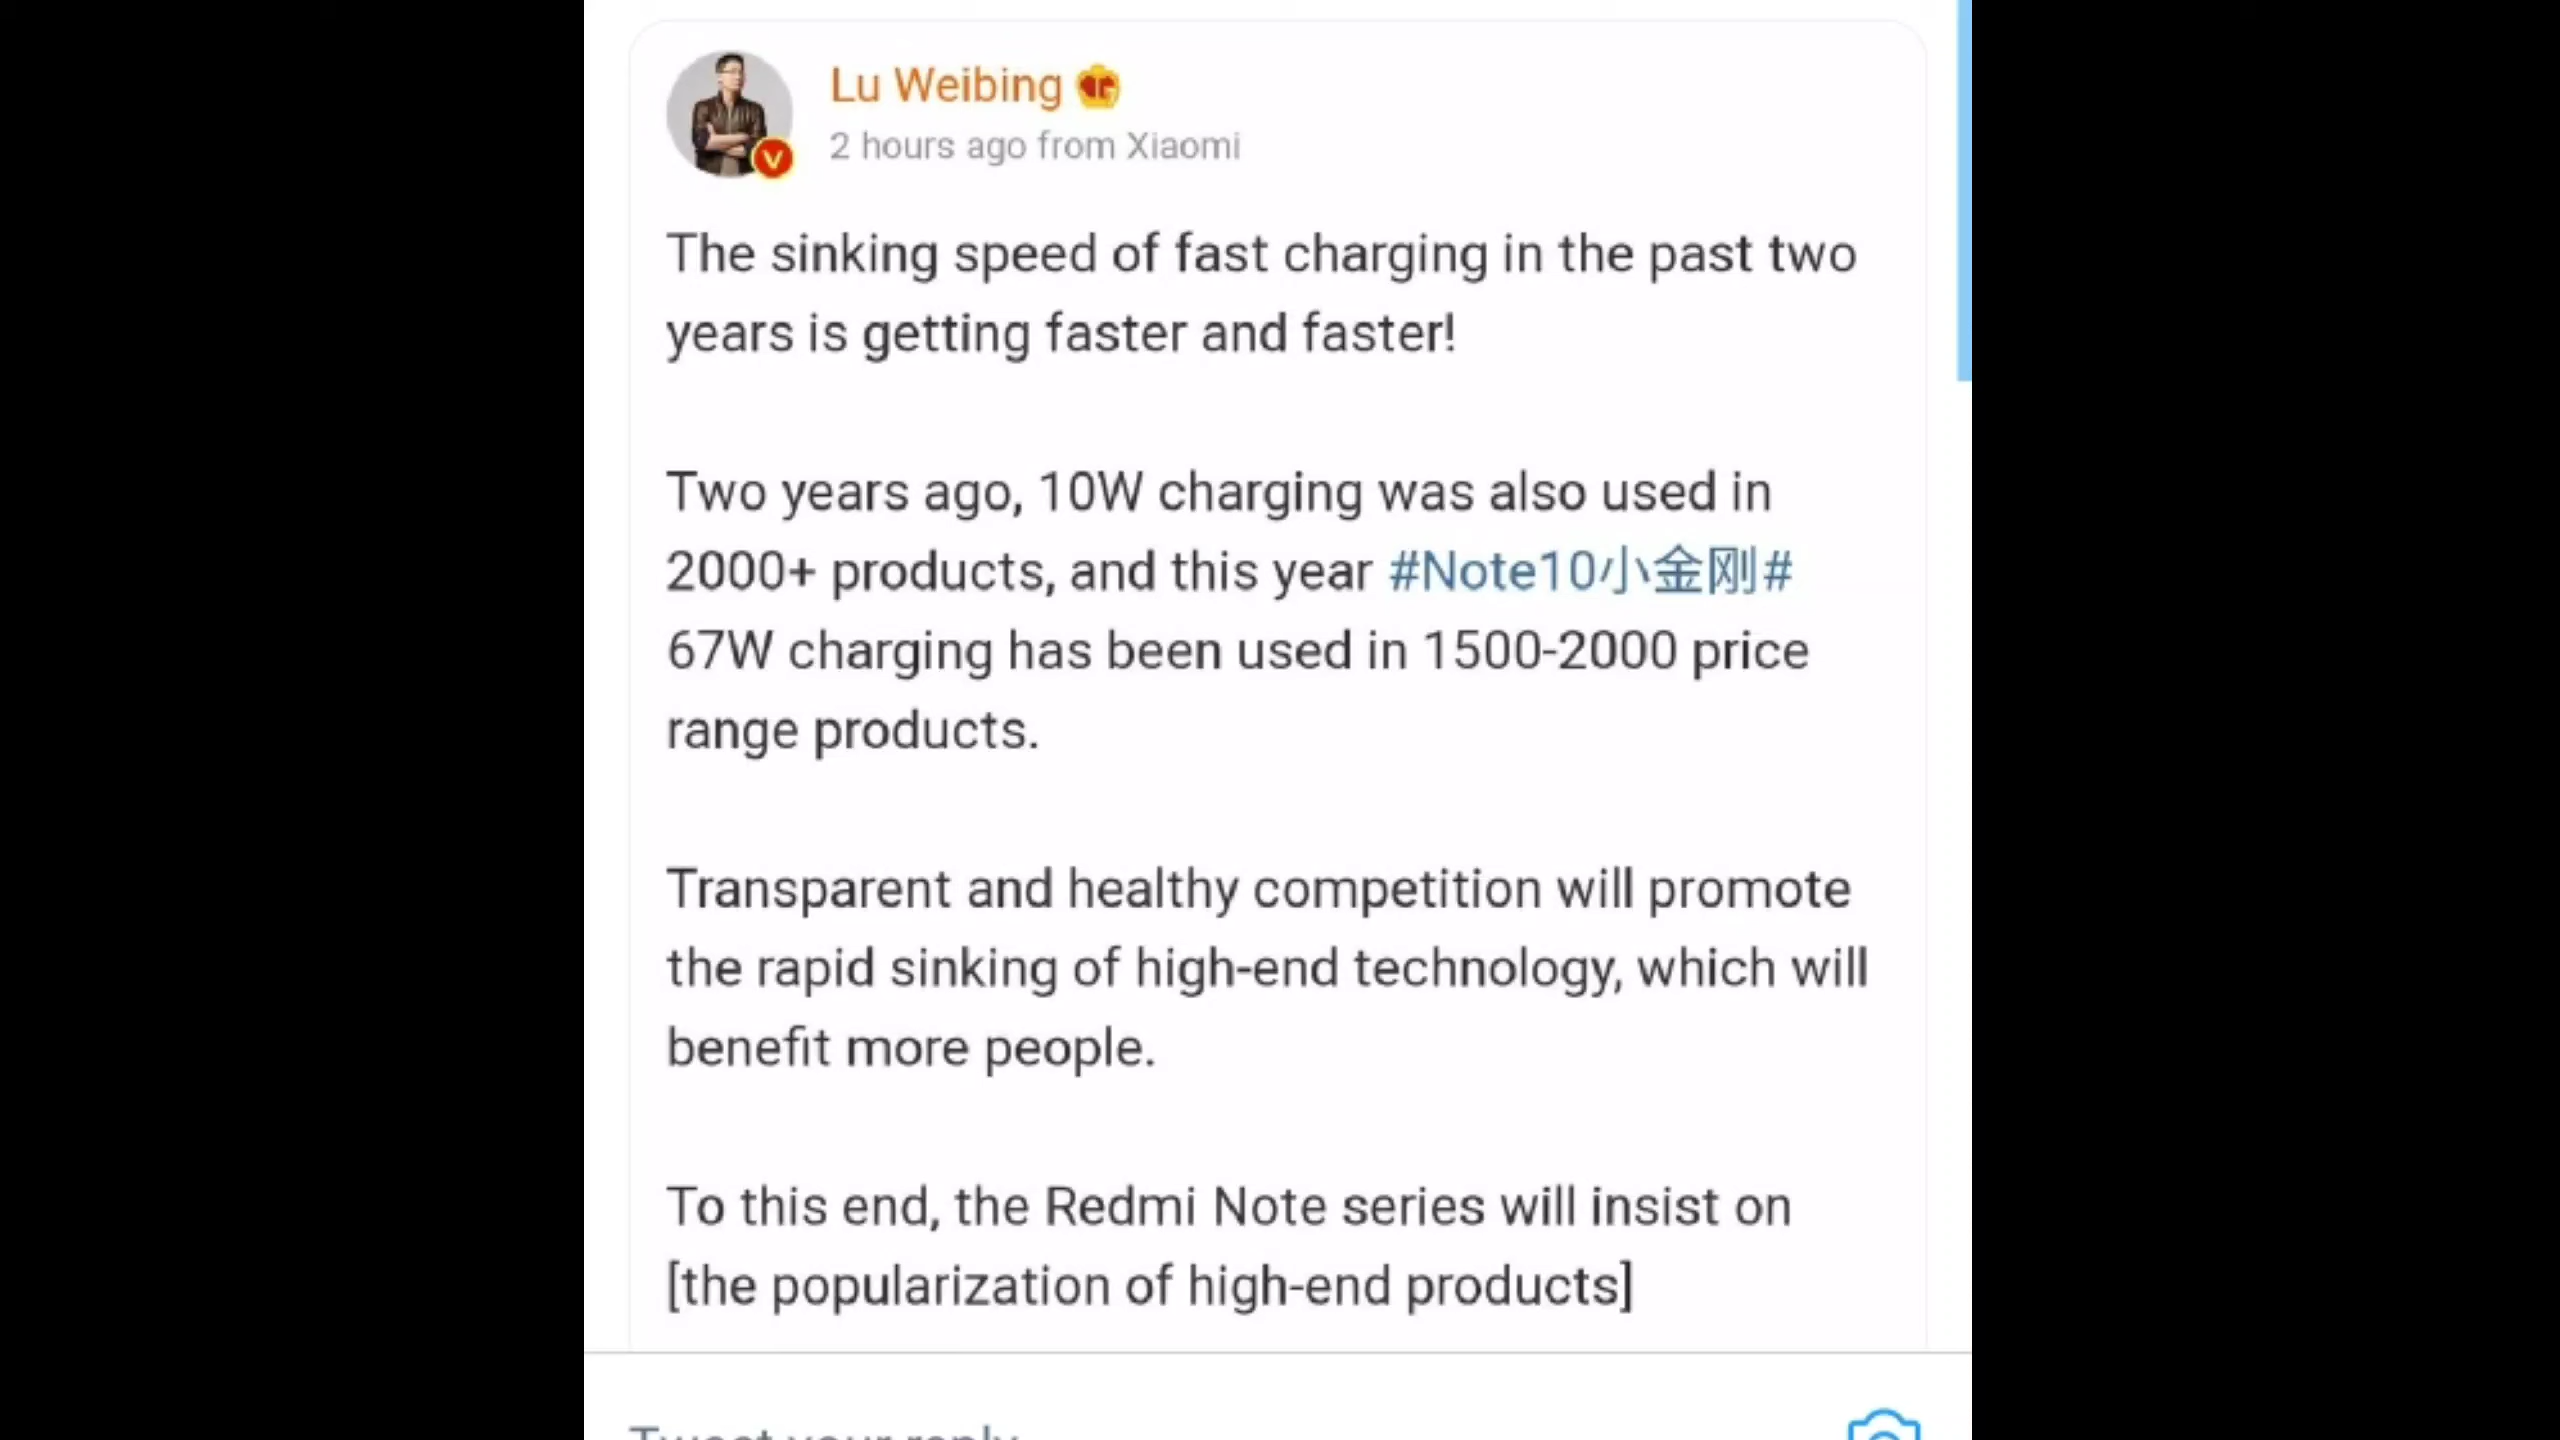 Lu Weibing
2 hours ago from Xiaomi
The sinking speed of fast charging in the past two
years is getting faster and faster!
Two years ago, 10W charging was also used in
2000+ products, and this year #Note10小金刚#
67W charging has been used in 1500-2000 price
range products.
Transparent and healthy competition will promote
the rapid sinking of high-end technology, which will
benefit more people.
To this end, the Redmi Note series will insist on
[the popularization of high-end products]
Tweet your reply